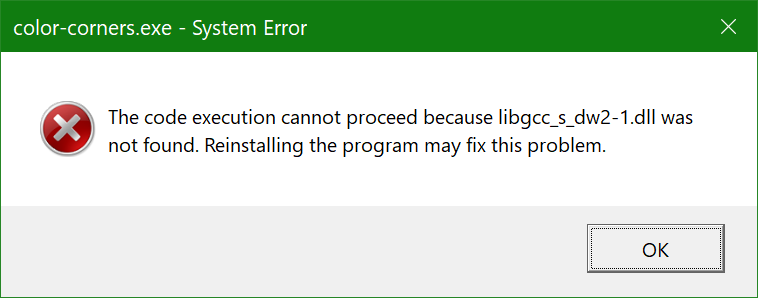 color-corners.exe - System Error
The code execution cannot proceed because libgcc_s_dw2-1.dll was
not found. Reinstalling the program may fix this problem.
OK